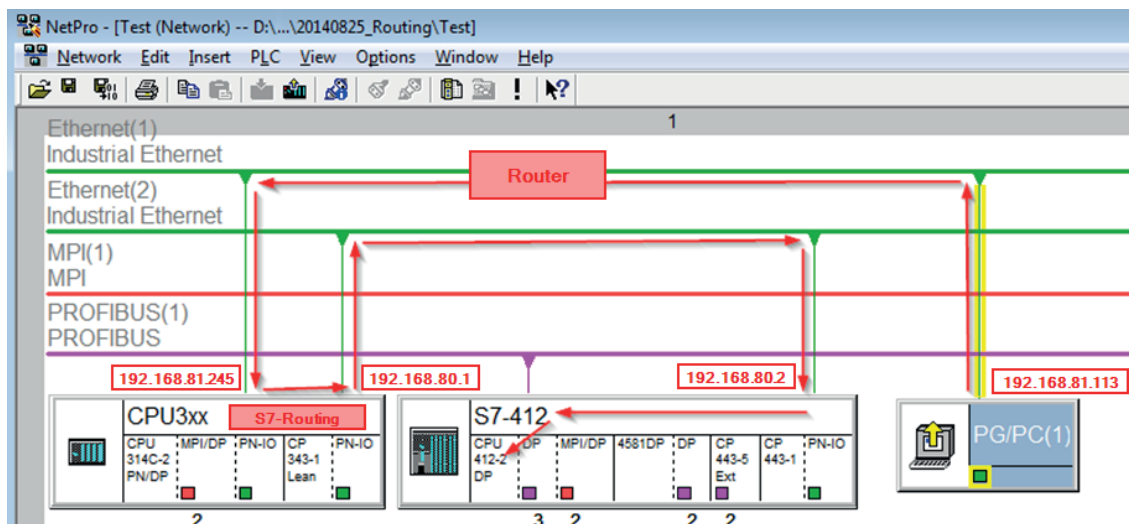 NetPro - [Test (Network) -- D:\...\20140825_Routing\Test]
Network Edit Insert PLC View Options Window Help
1
Ethernet(1)
Industrial Ethernet
Router
Ethernet(2)
Industrial Ethernet
MPI(1)
MPI
PROFIBUS(1)
PROFIBUS
192.168.81.245
192.168.80.1
192.168.80.2
192.168.81.113
CPU3xx
S7-Routing
CPU
314C-2
PN/DP
MPI/DP
PN-IO
CP
343-1
Lean
PN-IO
2
S7-412
CPU
412-2
DP
DP
MPI/DP
4581DP
DP
CP
443-5
Ext
CP
443-1
PN-IO
3 2 2 2
PG/PC(1)